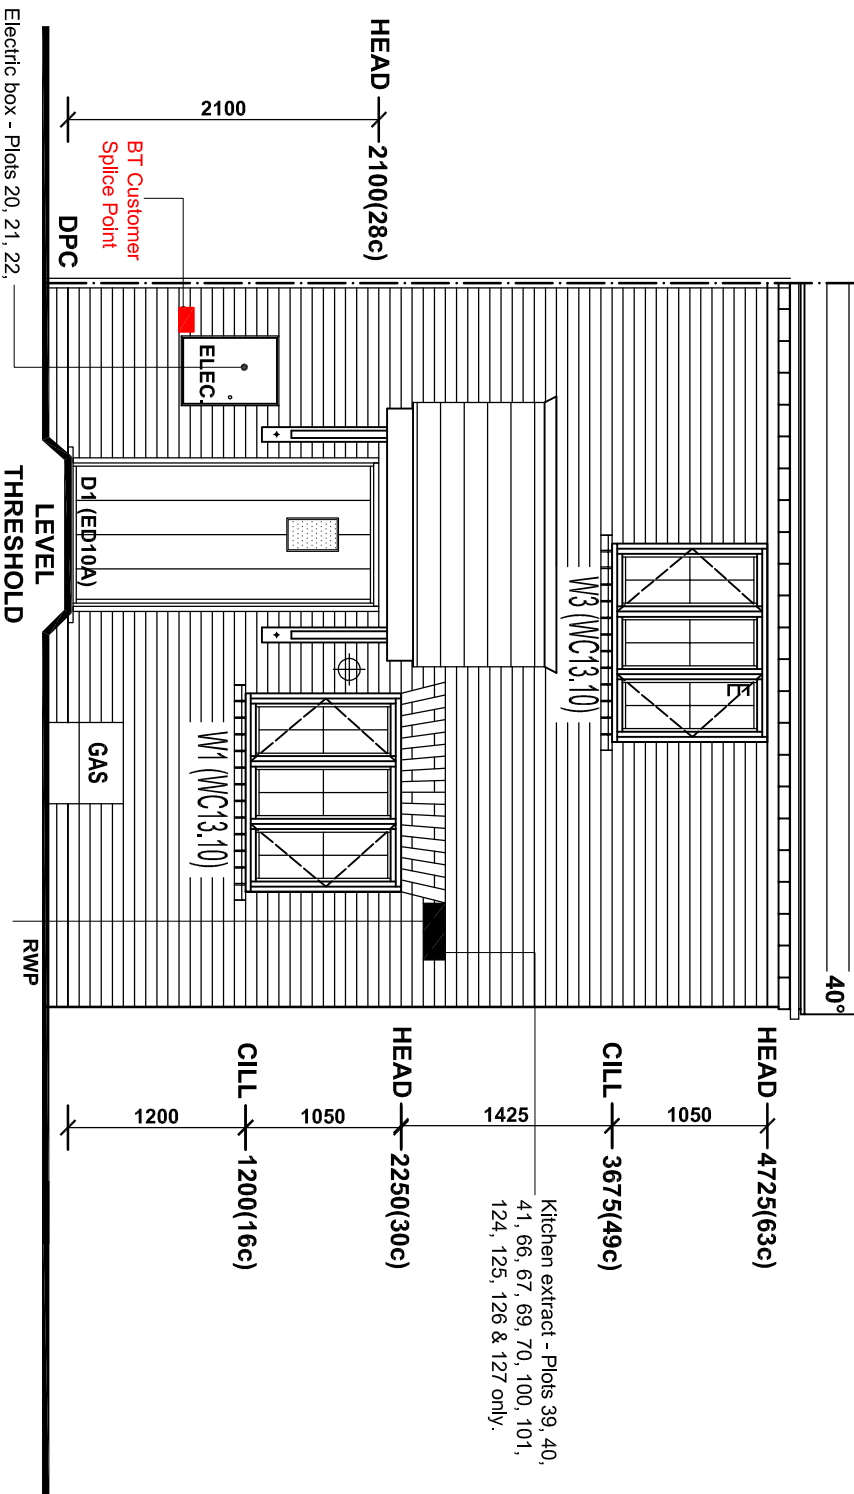 40°
HEAD
4725(63c)
1050
W3 (WC13.10)
E
CILL
3675(49c)
Kitchen extract - Plots 39, 40,
41, 66, 67, 69, 70, 100, 101,
124, 125, 126 & 127 only.
1425
HEAD
2100(28c)
HEAD
2250(30c)
2100
1050
ELEC.
W1 (WC13.10)
CILL
1200(16c)
BT Customer
Splice Point
D1 (ED10A)
GAS
1200
DPC
LEVEL
THRESHOLD
RWP
Electric box - Plots 20, 21, 22,